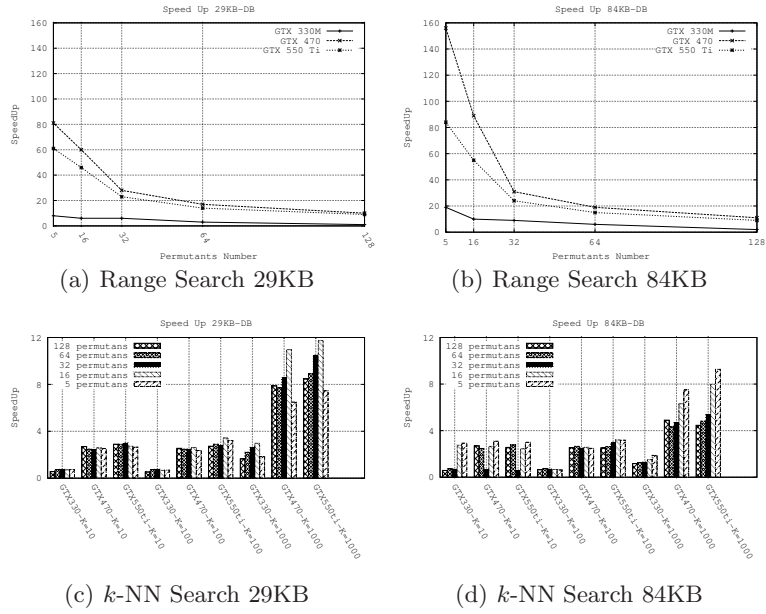 Speed Up 29KB-DB
GTX 330M
GTX 470
GTX 550 Ti
160
140
120
100
80
60
40
20
0
SpeedUp
5
16
32
64
128
Permutants Number
(a) Range Search 29KB
Speed Up 84KB-DB
GTX 330M
GTX 470
GTX 550 Ti
160
140
120
100
80
60
40
20
0
SpeedUp
5
16
32
64
128
Permutants Number
(b) Range Search 84KB
Speed Up 29KB-DB
128 permutans
64 permutans
32 permutans
16 permutans
5 permutans
12
8
4
0
SpeedUp
GTX330-K=10
GTX470-K=10
GTX550ti-K=10
GTX330-K=100
GTX470-K=100
GTX550ti-K=100
GTX330-K=1000
GTX470-K=1000
GTX550ti-K=1000
(c) k-NN Search 29KB
Speed Up 84KB-DB
128 permutans
64 permutans
32 permutans
16 permutans
5 permutans
12
8
4
0
SpeedUp
GTX330-K=10
GTX470-K=10
GTX550ti-K=10
GTX330-K=100
GTX470-K=100
GTX550ti-K=100
GTX330-K=1000
GTX470-K=1000
GTX550ti-K=1000
(d) k-NN Search 84KB